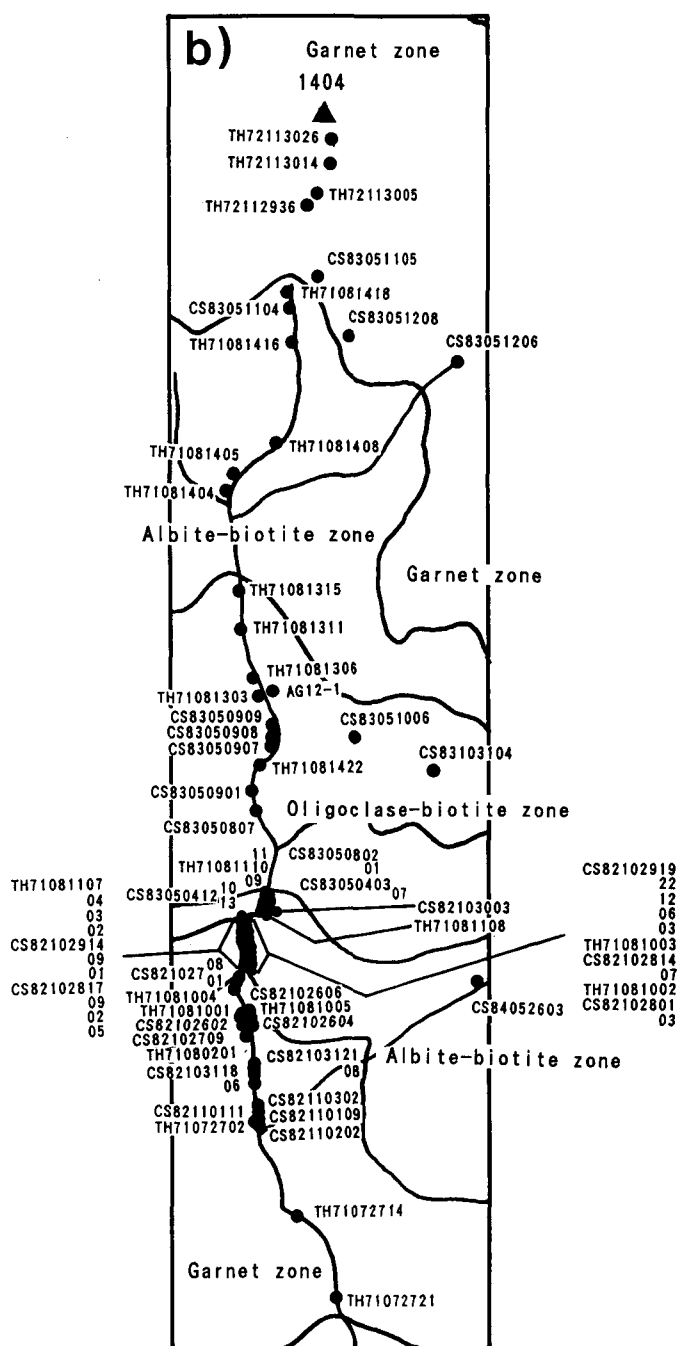 b)
Garnet zone
1404
TH72113026
TH72113014
TH72113005
TH72112936
CS83051105
TH71081418
CS83051104
CS83051208
TH71081416
CS83051206
TH71081408
TH71081405
TH71081404
Albite-biotite zone
Garnet zone
TH71081315
TH71081311
TH71081306
AG12-1
TH71081303
CS83050909
CS83050908
CS83050907
CS83051006
TH71081422
CS83103104
CS83050901
Oligoclase-biotite zone
CS83050807
11
CS83050802
TH71081110
01
09
CS83050403
CS83050412
10
07
13
CS82103003
TH71081108
TH71081107
04
03
02
CS82102914
09
01
CS82102817
09
02
05
CS82102919
22
12
06
03
TH71081003
CS82102814
07
TH71081002
CS82102801
03
CS82102708
01
TH71081004
CS82102606
TH71081001
TH71081005
CS82102602
CS82102604
CS84052603
CS82102709
TH71080201
CS82103121
08
Albite-biotite zone
CS82103118
06
CS82110302
CS82110111
CS82110109
TH71072702
CS82110202
TH71072714
Garnet zone
TH71072721